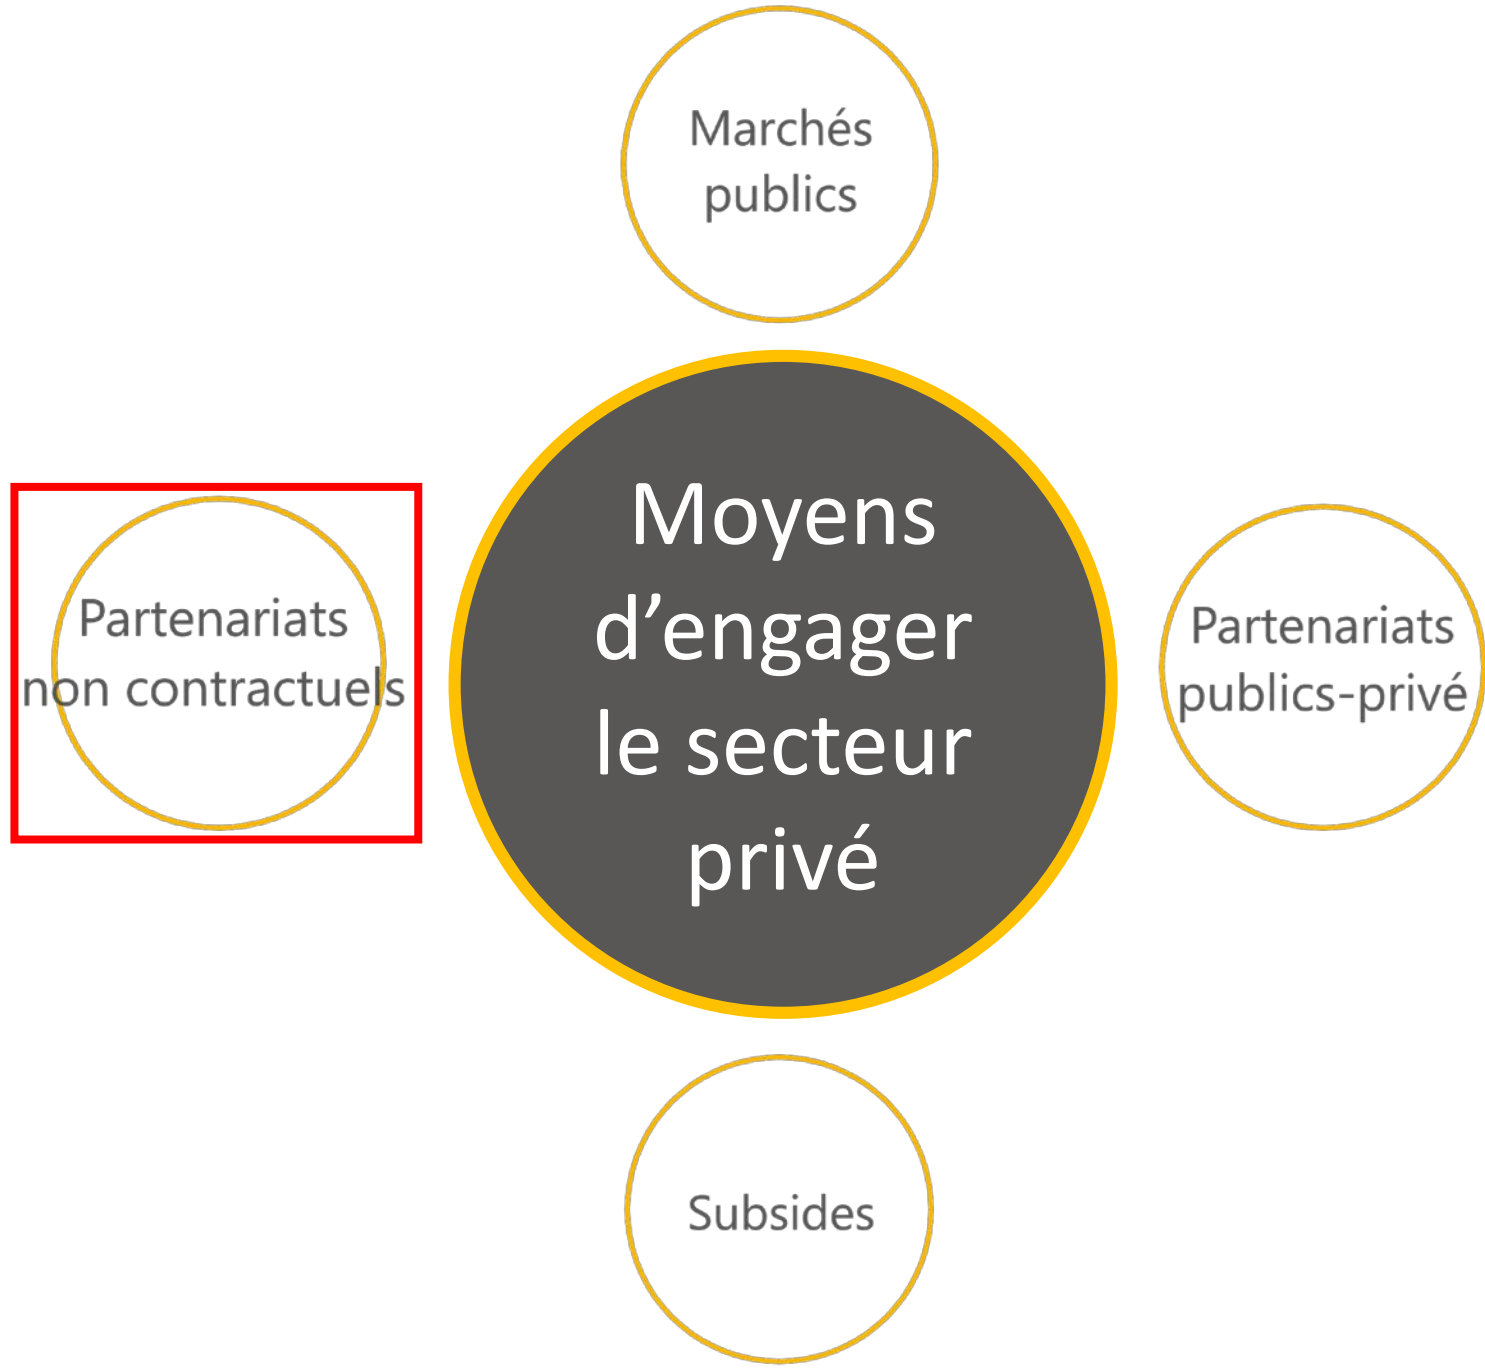 Marchés
publics
Moyens
d’engager
le secteur
privé
Partenariats
non contractuels
Partenariats
publics-privé
Subsides